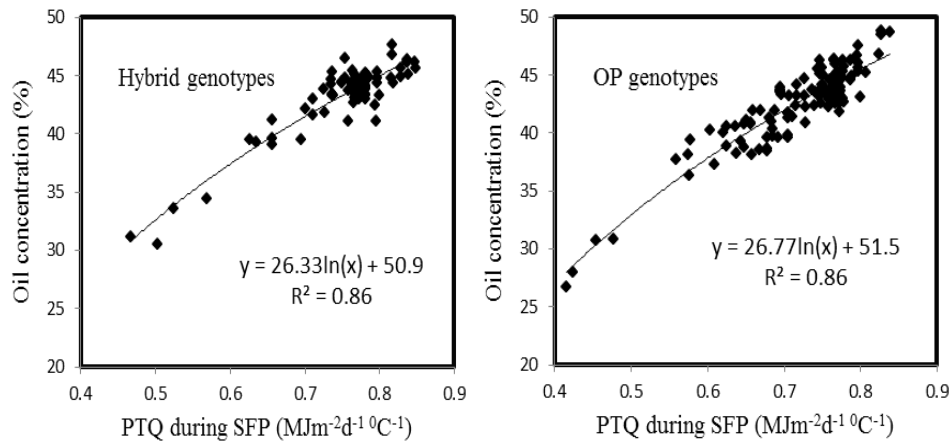 50
45
40
35
30
25
20
Oil concentration (%)
Hybrid genotypes
y = 26.33ln(x) + 50.9
R² = 0.86
0.4 0.5 0.6 0.7 0.8 0.9
PTQ during SFP (MJm⁻²d⁻¹ ⁰C⁻¹)
50
45
40
35
30
25
20
Oil concentration (%)
OP genotypes
y = 26.77ln(x) + 51.5
R² = 0.86
0.4 0.5 0.6 0.7 0.8 0.9
PTQ during SFP (MJm⁻²d⁻¹ ⁰C⁻¹)